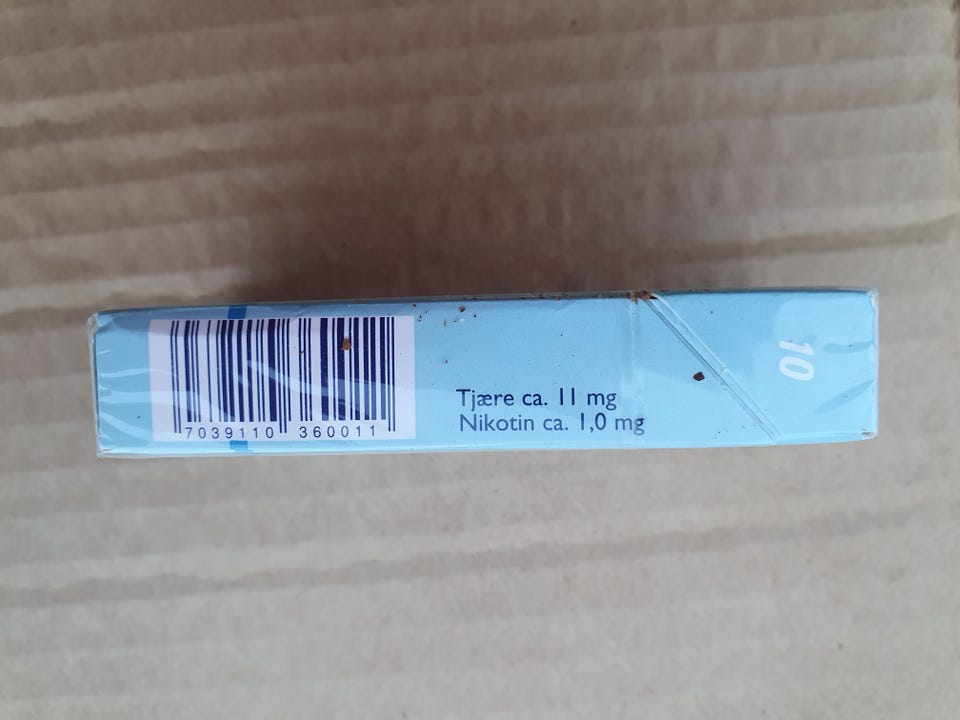 7039110 360011
Tjære ca. 11 mg
Nikotin ca. 1,0 mg
10